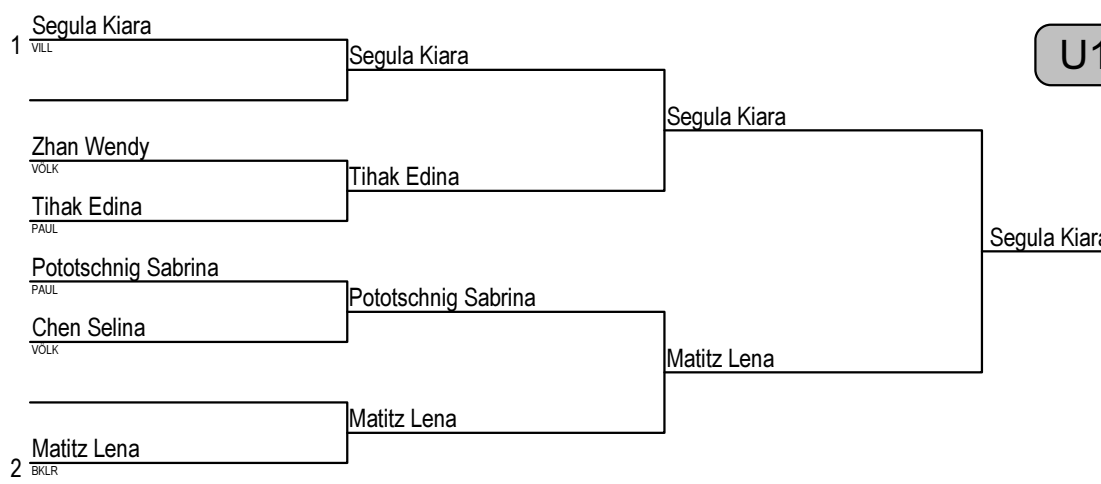 Segula Kiara
1 VILL
Segula Kiara
U1
Segula Kiara
Zhan Wendy
VÖLK
Tihak Edina
Tihak Edina
PAUL
Segula Kiara
Pototschnig Sabrina
PAUL
Pototschnig Sabrina
Chen Selina
VÖLK
Matitz Lena
Matitz Lena
Matitz Lena
2 BKLR